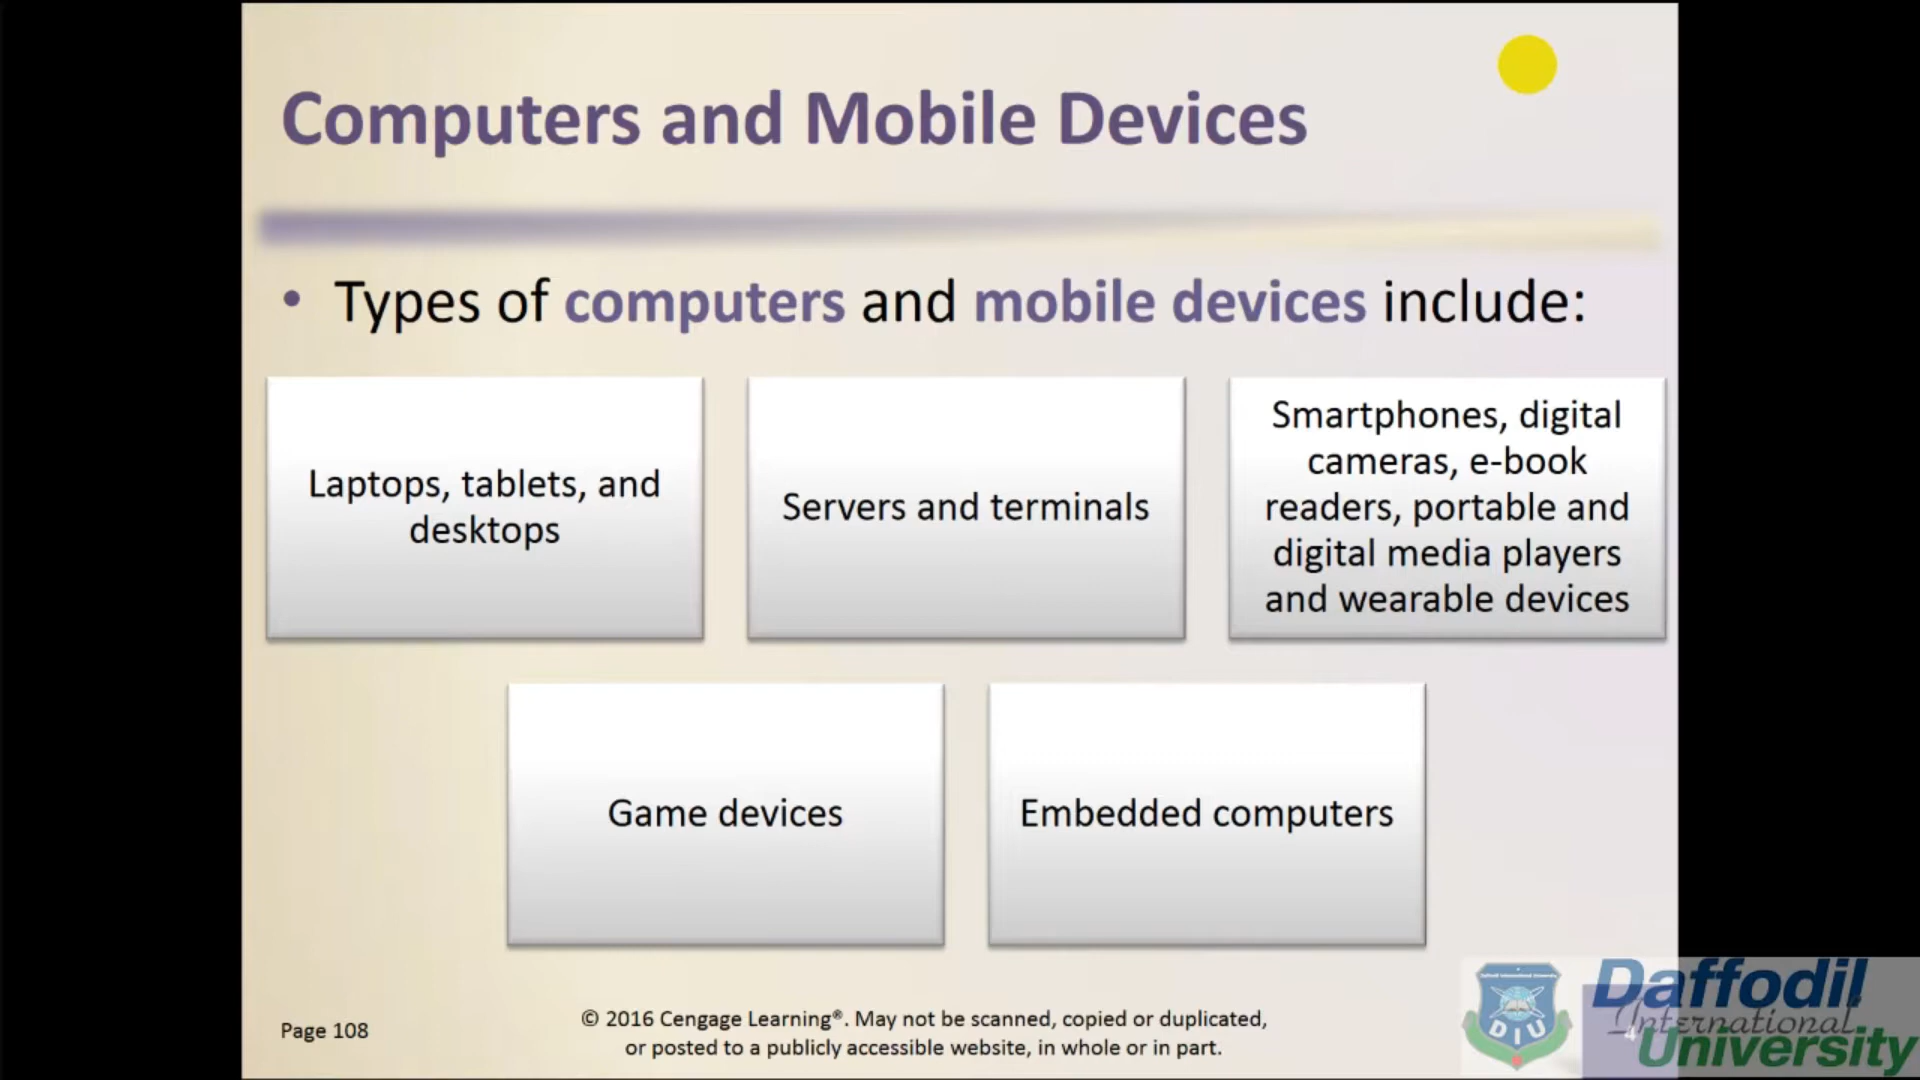 Computers and Mobile Devices
• Types of computers and mobile devices include:
Laptops, tablets, and
desktops
Servers and terminals
Smartphones, digital
cameras, e-book
readers, portable and
digital media players
and wearable devices
Game devices
Embedded computers
Page 108
© 2016 Cengage Learning®. May not be scanned, copied or duplicated,
or posted to a publicly accessible website, in whole or in part.
4
DIU
Daffodil
International
University